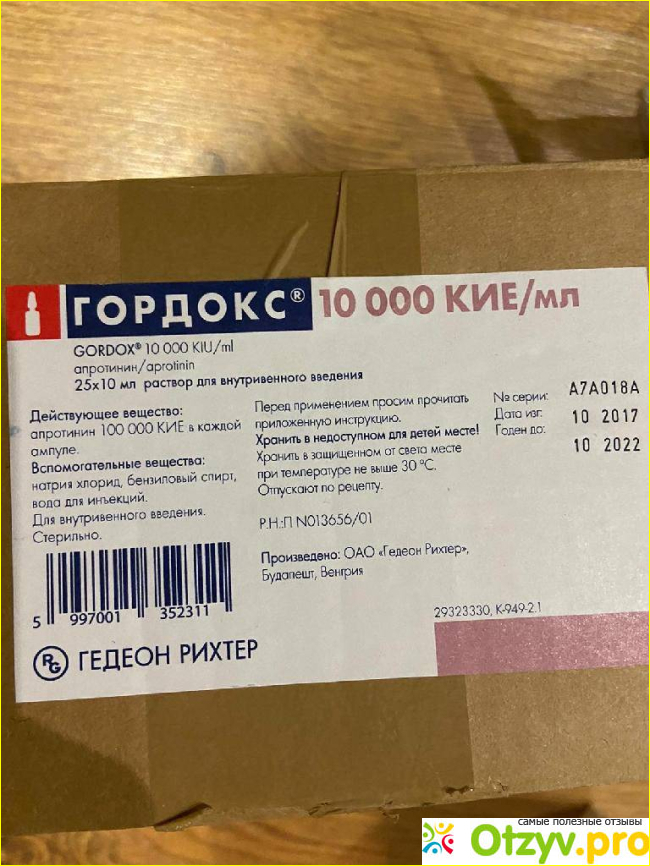 ГОРДОКС® 10 000 КИЕ/мл
GORDOX® 10 000 KIU/ml
апротинин/aprotinin
25x10 мл раствор для внутривенного введения
Действующее вещество:
апротинин 100 000 КИЕ в каждой
ампуле.
Вспомогательные вещества:
натрия хлорид, бензиловый спирт,
вода для инъекций.
Для внутривенного введения.
Стерильно.
Перед применением просим прочитать
приложенную инструкцию.
Хранить в недоступном для детей месте!
Хранить в защищенном от света месте
при температуре не выше 30 °С.
Отпускают по рецепту.
Р.Н.:П N013656/01
Произведено: ОАО «Гедеон Рихтер»,
Будапешт, Венгрия
№ серии: A7A018A
Дата изг: 10 2017
Годен до: 10 2022
5 997001 352311
29323330, K-949-2.1
RG ГЕДЕОН РИХТЕР
самые полезные отзывы
Otzyv.pro